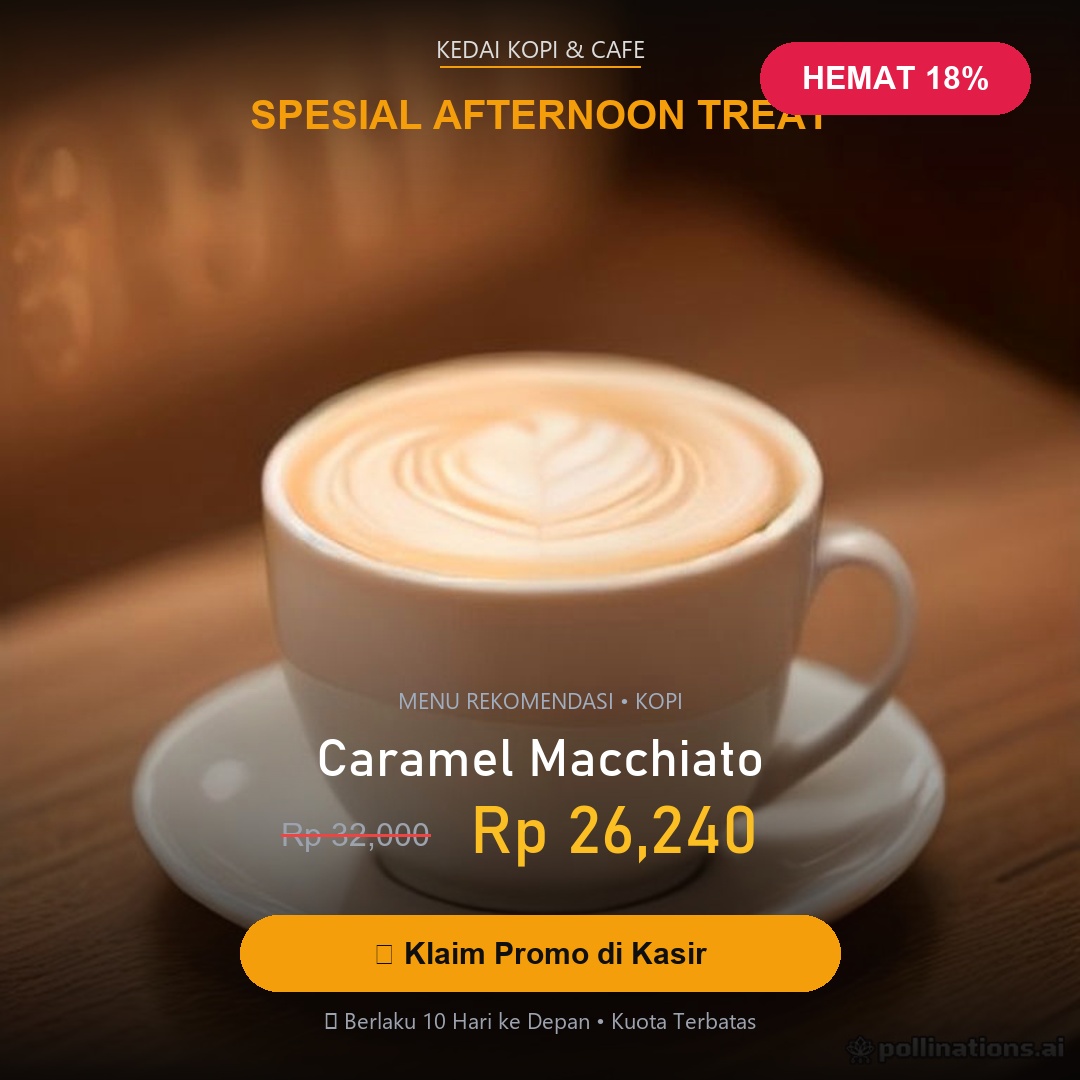 KEDAI KOPI & CAFE
HEMAT 18%
SPESIAL AFTERNOON TREAT
MENU REKOMENDASI • KOPI
Caramel Macchiato
Rp 32,000 Rp 26,240
Klaim Promo di Kasir
Berlaku 10 Hari ke Depan • Kuota Terbatas
pollinations.ai